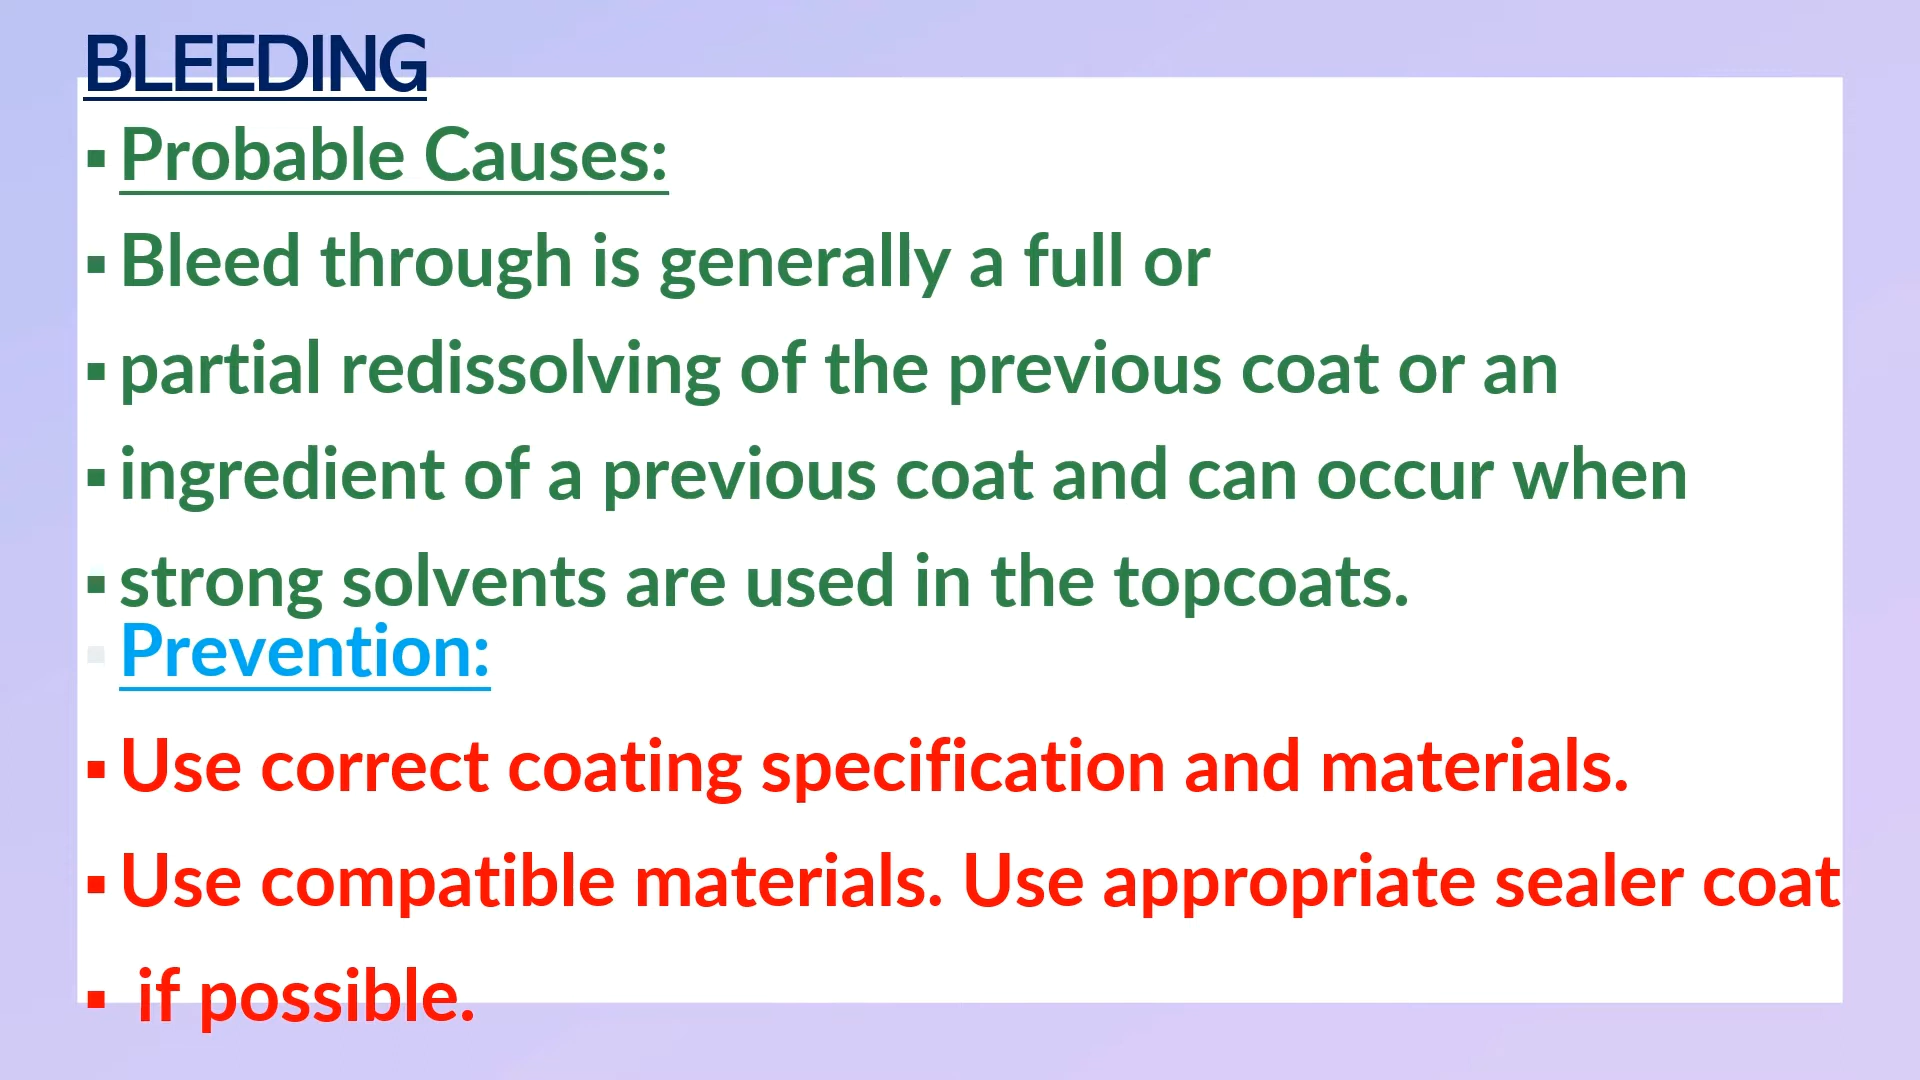 BLEEDING
▪ Probable Causes:
▪ Bleed through is generally a full or
▪ partial redissolving of the previous coat or an
▪ ingredient of a previous coat and can occur when
▪ strong solvents are used in the topcoats.
▪ Prevention:
▪ Use correct coating specification and materials.
▪ Use compatible materials. Use appropriate sealer coat
▪ if possible.